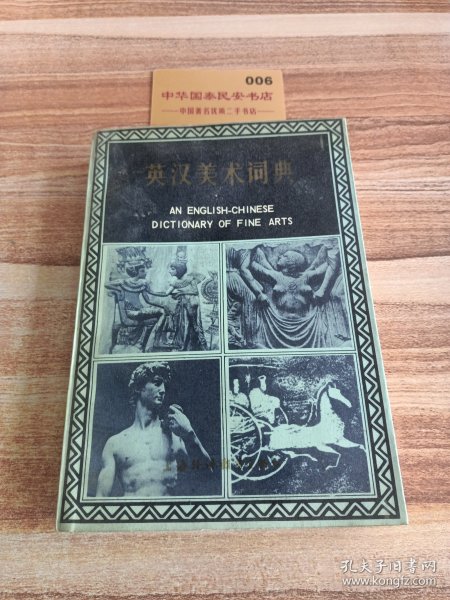 006
中华国泰民安书店
中国著名优质二手书店
英汉美术词典
AN ENGLISH-CHINESE
DICTIONARY OF FINE ARTS
孔夫子旧书网
www.kongfz.com